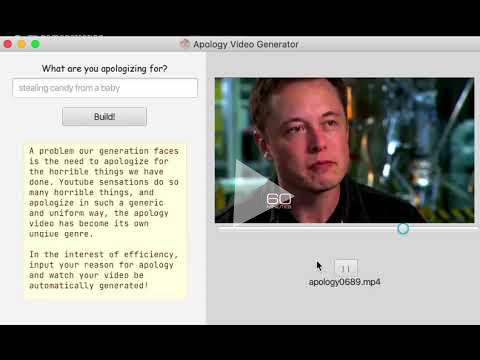 Apology Video Generator
What are you apologizing for?
stealing candy from a baby
Build!
A problem our generation faces
is the need to apologize for
the horrible things we have
done. Youtube sensations do so
many horrible things, and
apologize in such a generic
and uniform way, the apology
video has become its own
unqiue genre.
In the interest of efficiency,
input your reason for apology
and watch your video be
automatically generated!
60
MINUTES
apology0689.mp4